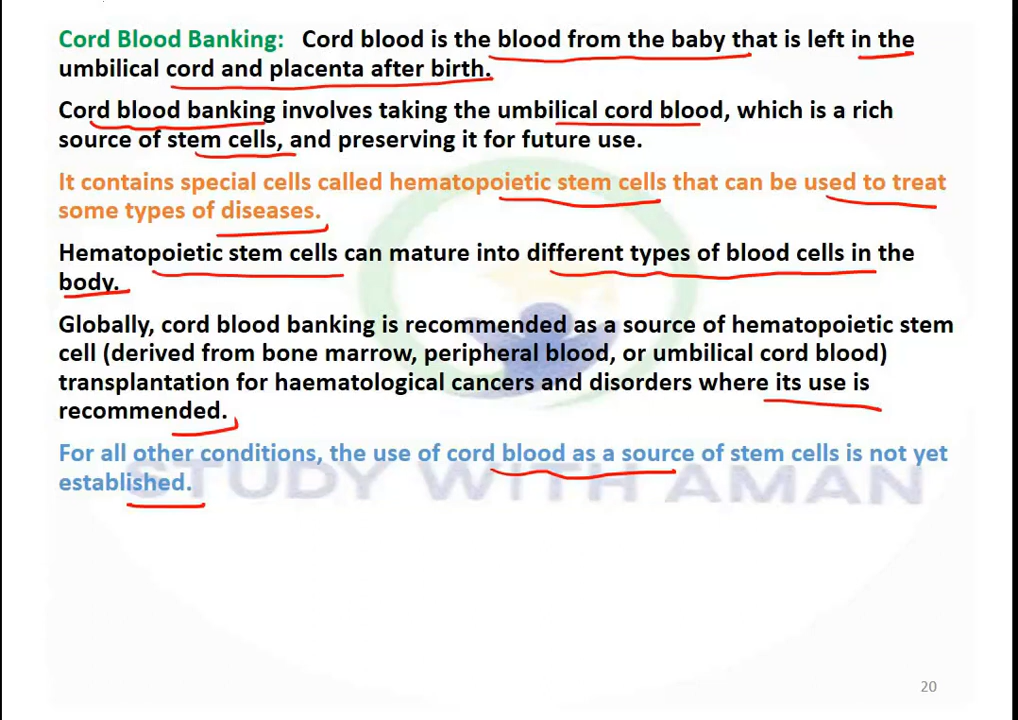 Cord Blood Banking: Cord blood is the blood from the baby that is left in the
umbilical cord and placenta after birth.
Cord blood banking involves taking the umbilical cord blood, which is a rich
source of stem cells, and preserving it for future use.
It contains special cells called hematopoietic stem cells that can be used to treat
some types of diseases.
Hematopoietic stem cells can mature into different types of blood cells in the
body.
Globally, cord blood banking is recommended as a source of hematopoietic stem
cell (derived from bone marrow, peripheral blood, or umbilical cord blood)
transplantation for haematological cancers and disorders where its use is
recommended.
For all other conditions, the use of cord blood as a source of stem cells is not yet
established.
STUDY WITH AMAN
20